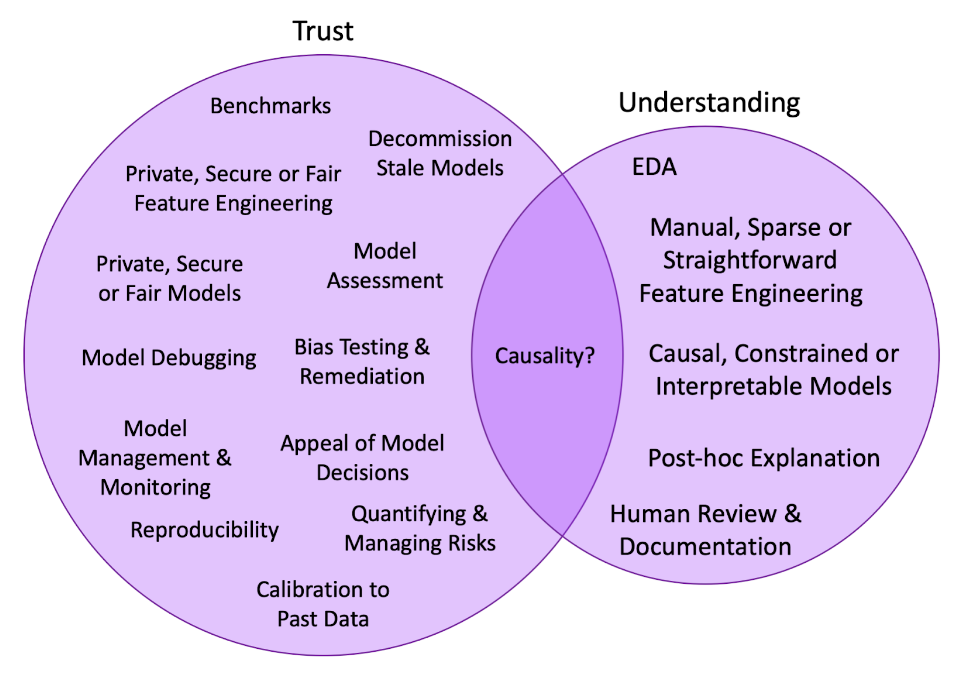 Trust
Understanding
Benchmarks
Decommission
Stale Models
Private, Secure or Fair
Feature Engineering
Private, Secure
or Fair Models
Model
Assessment
Model Debugging
Bias Testing &
Remediation
Model
Management &
Monitoring
Appeal of Model
Decisions
Reproducibility
Quantifying &
Managing Risks
Calibration to
Past Data
Causality?
EDA
Manual, Sparse or
Straightforward
Feature Engineering
Causal, Constrained or
Interpretable Models
Post-hoc Explanation
Human Review &
Documentation